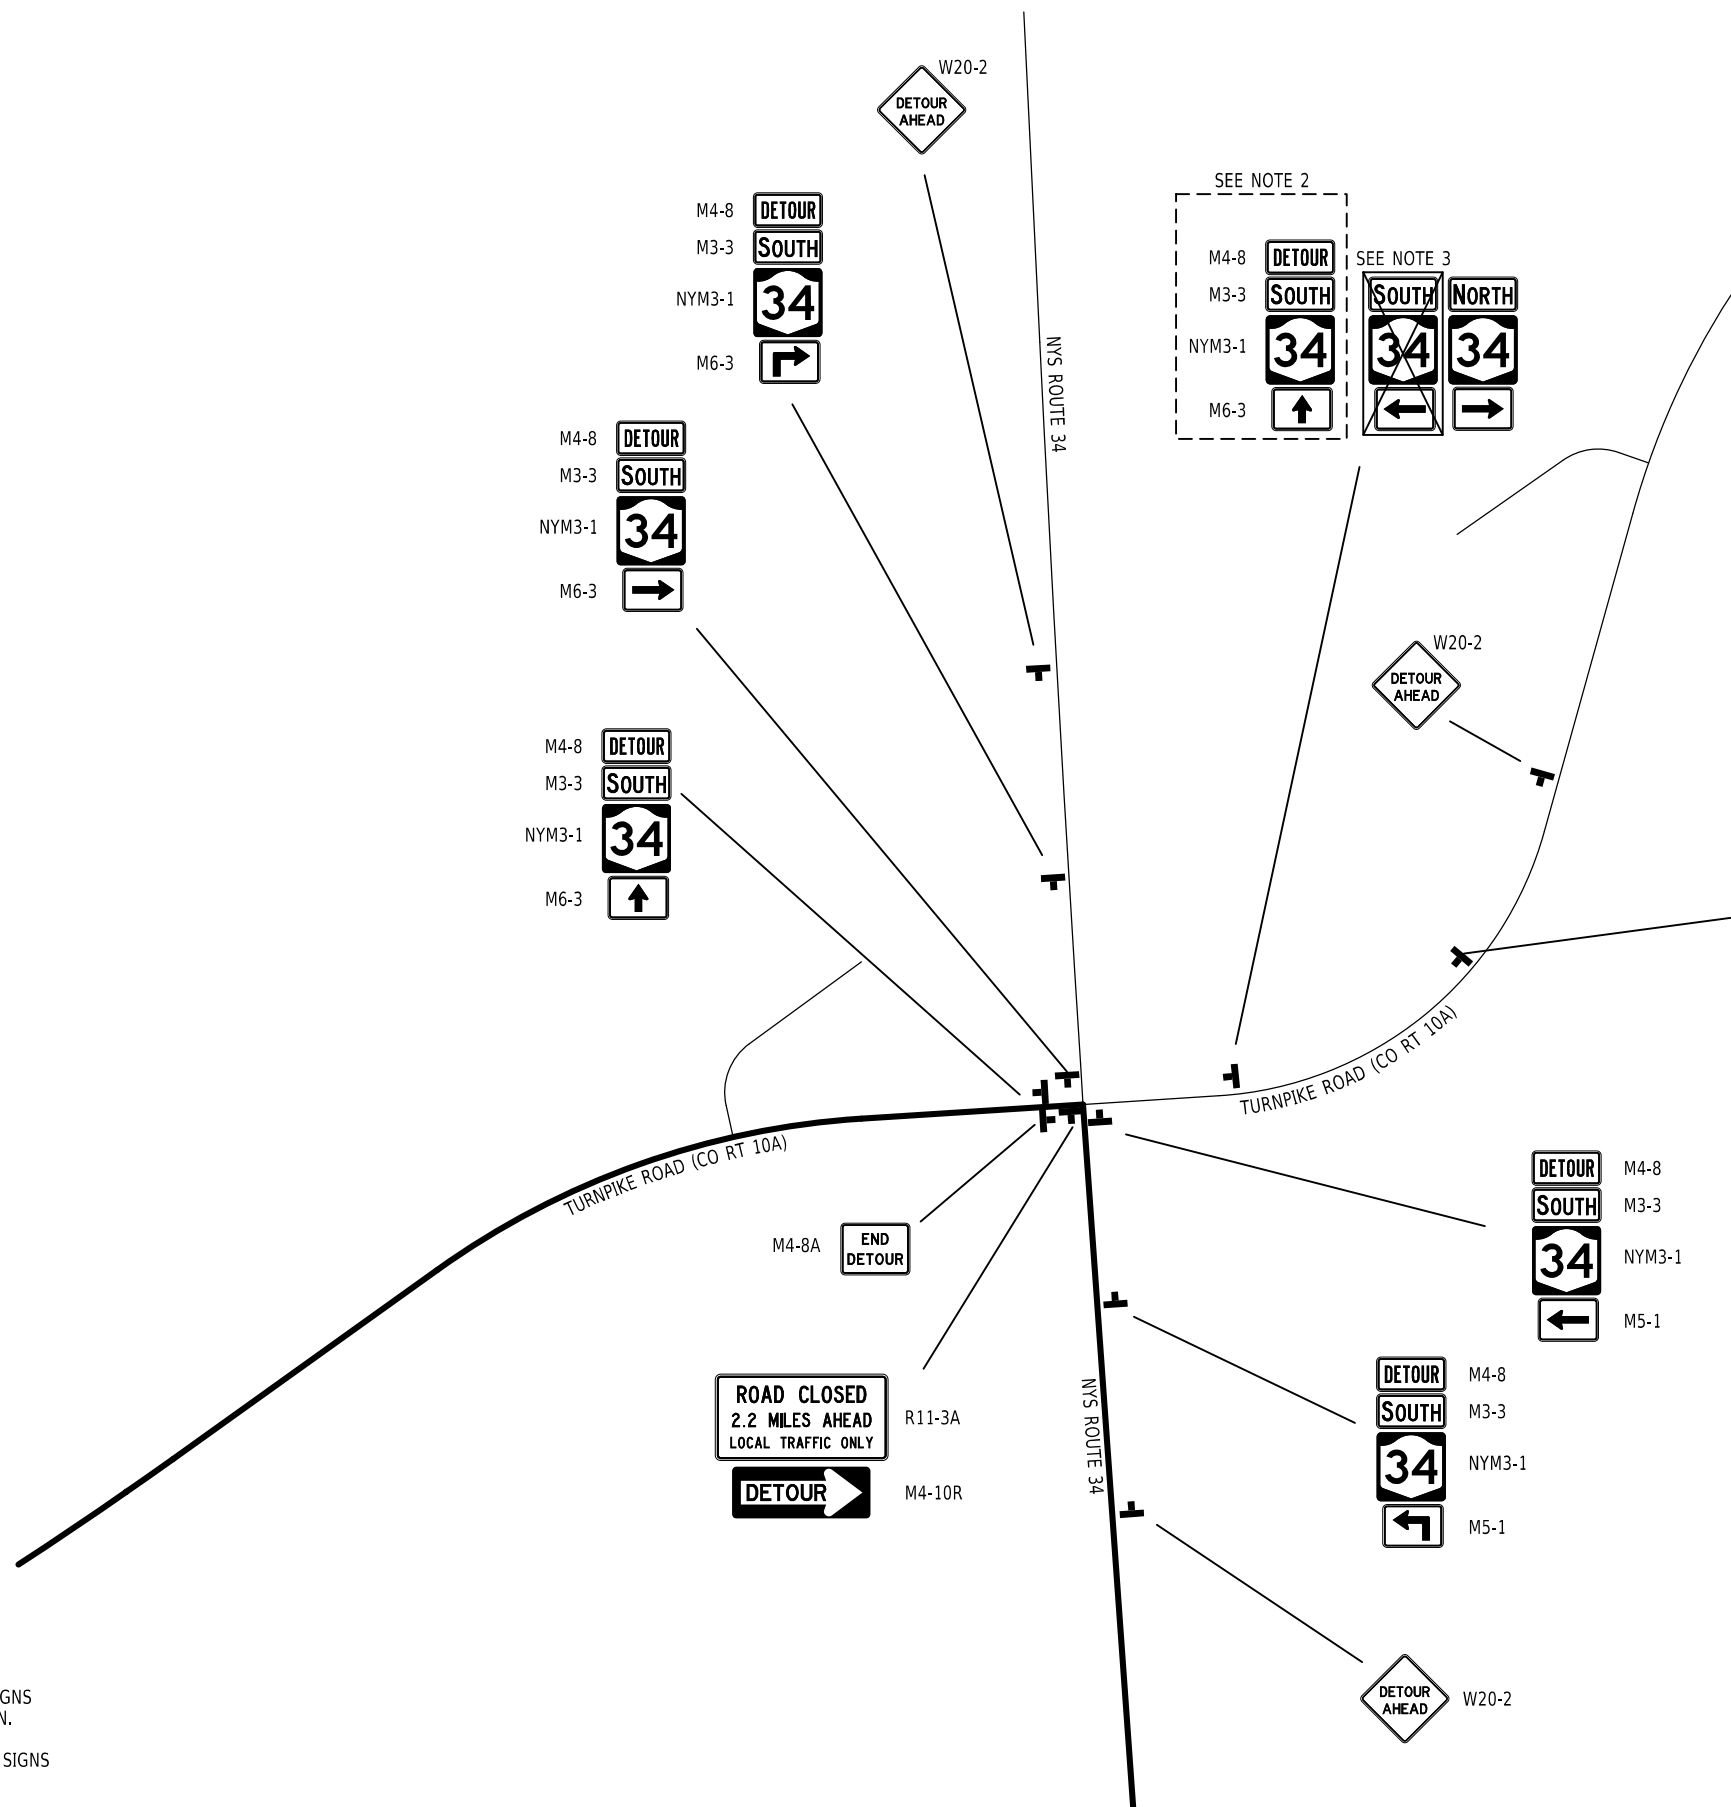 W20-2
DETOUR
AHEAD
SEE NOTE 2
M4-8 DETOUR
M3-3 SOUTH
NYM3-1 34
M6-3
M4-8 DETOUR
SEE NOTE 3
M3-3 SOUTH SOUTH NORTH
NYM3-1 34 34 34
M6-3
NYS ROUTE 34
M4-8 DETOUR
M3-3 SOUTH
NYM3-1 34
M6-3
W20-2
DETOUR
AHEAD
M4-8 DETOUR
M3-3 SOUTH
NYM3-1 34
M6-3
TURNPIKE ROAD (CO RT 10A)
TURNPIKE ROAD (CO RT 10A)
DETOUR M4-8
SOUTH M3-3
34 NYM3-1
M5-1
M4-8A END
DETOUR
ROAD CLOSED
2.2 MILES AHEAD R11-3A
LOCAL TRAFFIC ONLY
DETOUR M4-10R
NYS ROUTE 34
DETOUR M4-8
SOUTH M3-3
34 NYM3-1
M5-1
DETOUR
AHEAD W20-2
GNS
N.
SIGNS